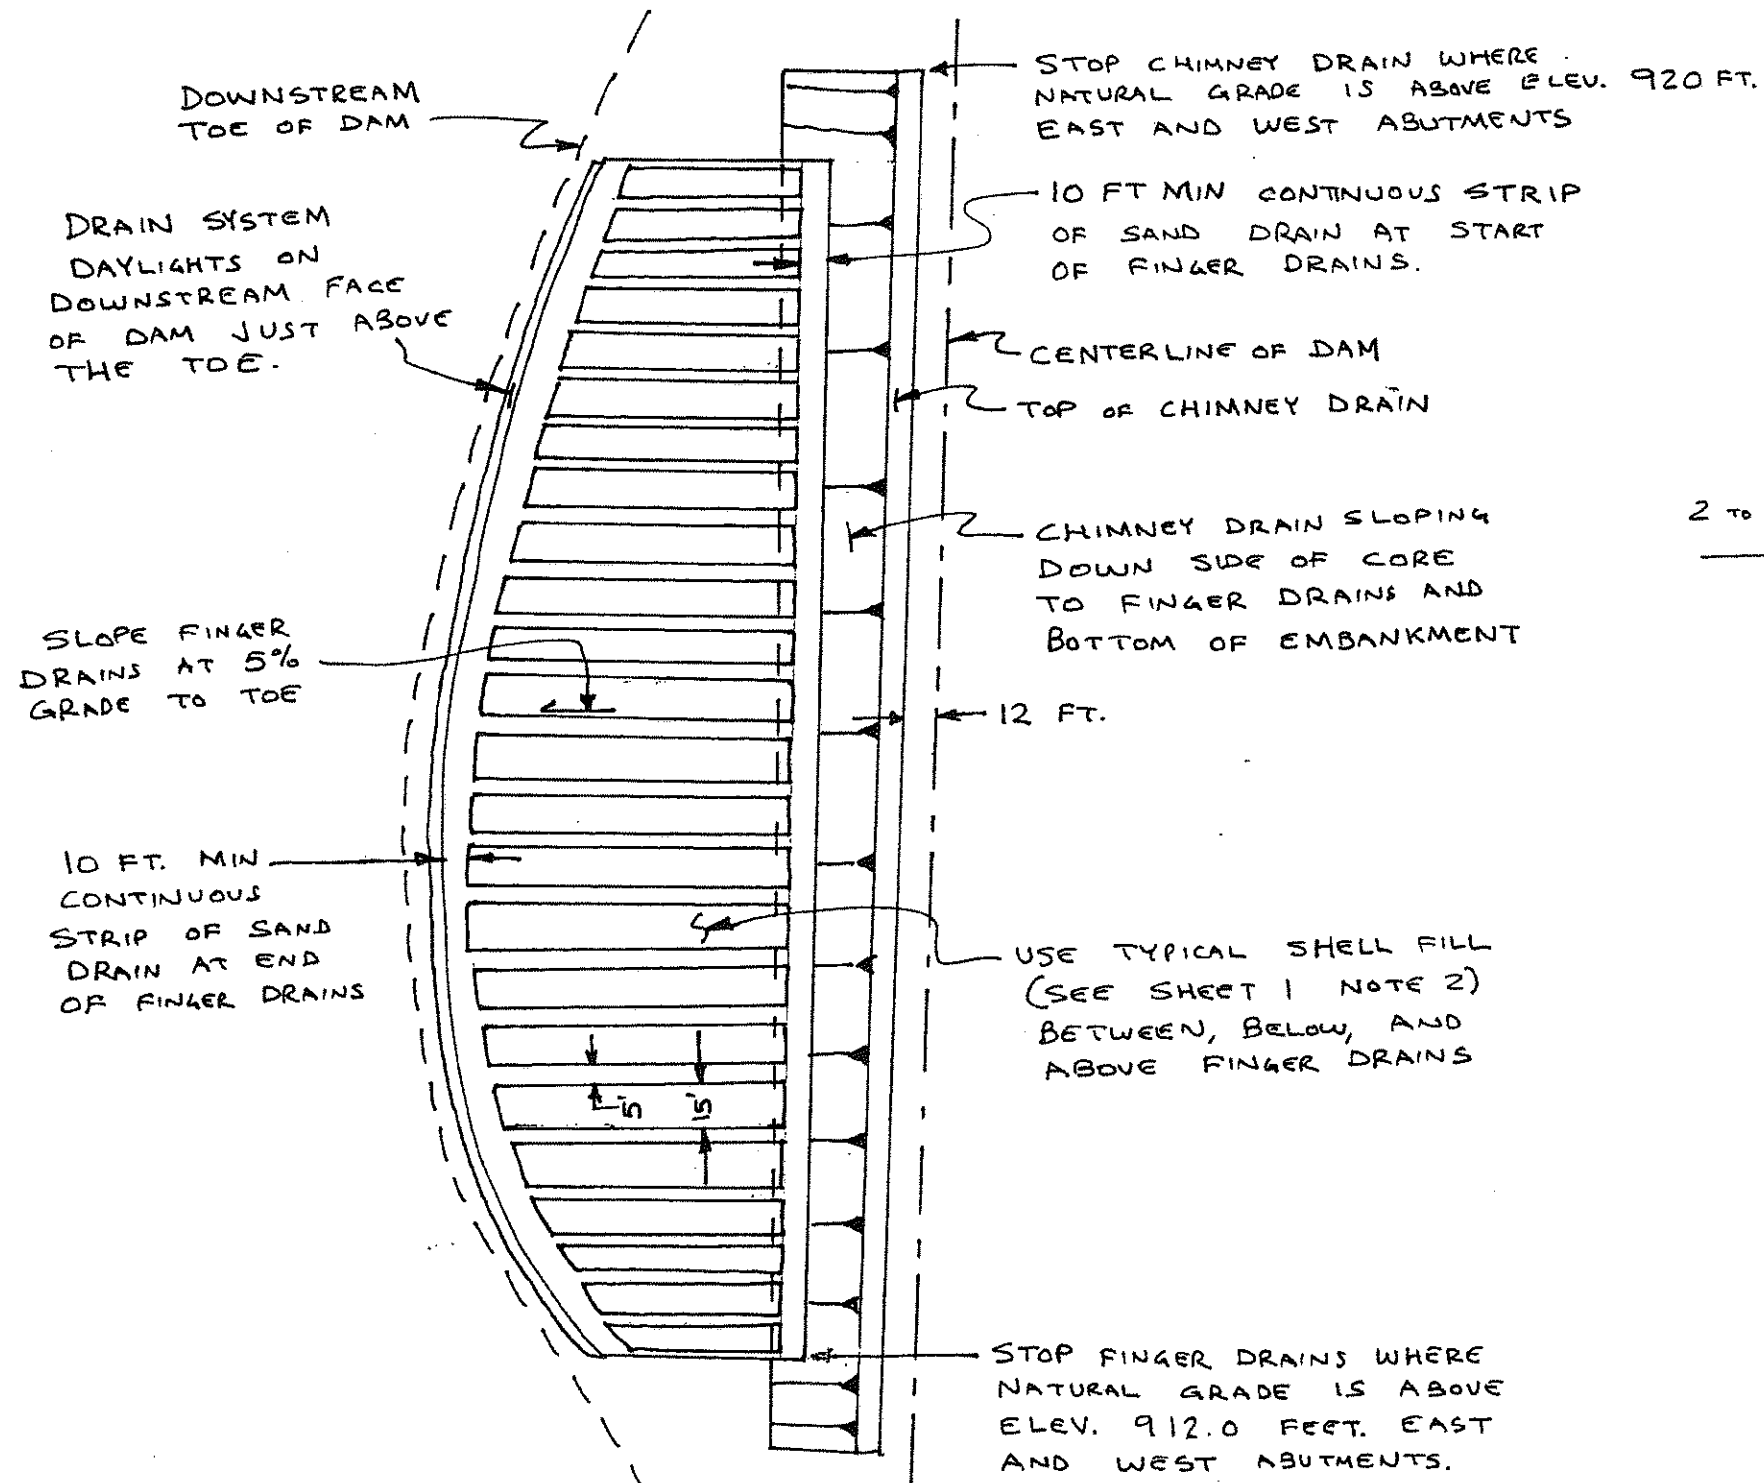 STOP CHIMNEY DRAIN WHERE
NATURAL GRADE IS ABOVE ELEV. 920 FT.
EAST AND WEST ABUTMENTS
DOWNSTREAM
TOE OF DAM
10 FT MIN CONTINUOUS STRIP
OF SAND DRAIN AT START
OF FINGER DRAINS.
DRAIN SYSTEM
DAYLIGHTS ON
DOWNSTREAM FACE
OF DAM JUST ABOVE
THE TOE.
CENTERLINE OF DAM
TOP OF CHIMNEY DRAIN
CHIMNEY DRAIN SLOPING
DOWN SIDE OF CORE
TO FINGER DRAINS AND
BOTTOM OF EMBANKMENT
2 TO
SLOPE FINGER
DRAINS AT 5%
GRADE TO TOE
12 FT.
10 FT. MIN
CONTINUOUS
STRIP OF SAND
DRAIN AT END
OF FINGER DRAINS
USE TYPICAL SHELL FILL
(SEE SHEET 1 NOTE 2)
BETWEEN, BELOW, AND
ABOVE FINGER DRAINS
5'
15'
STOP FINGER DRAINS WHERE
NATURAL GRADE IS ABOVE
ELEV. 912.0 FEET. EAST
AND WEST ABUTMENTS.